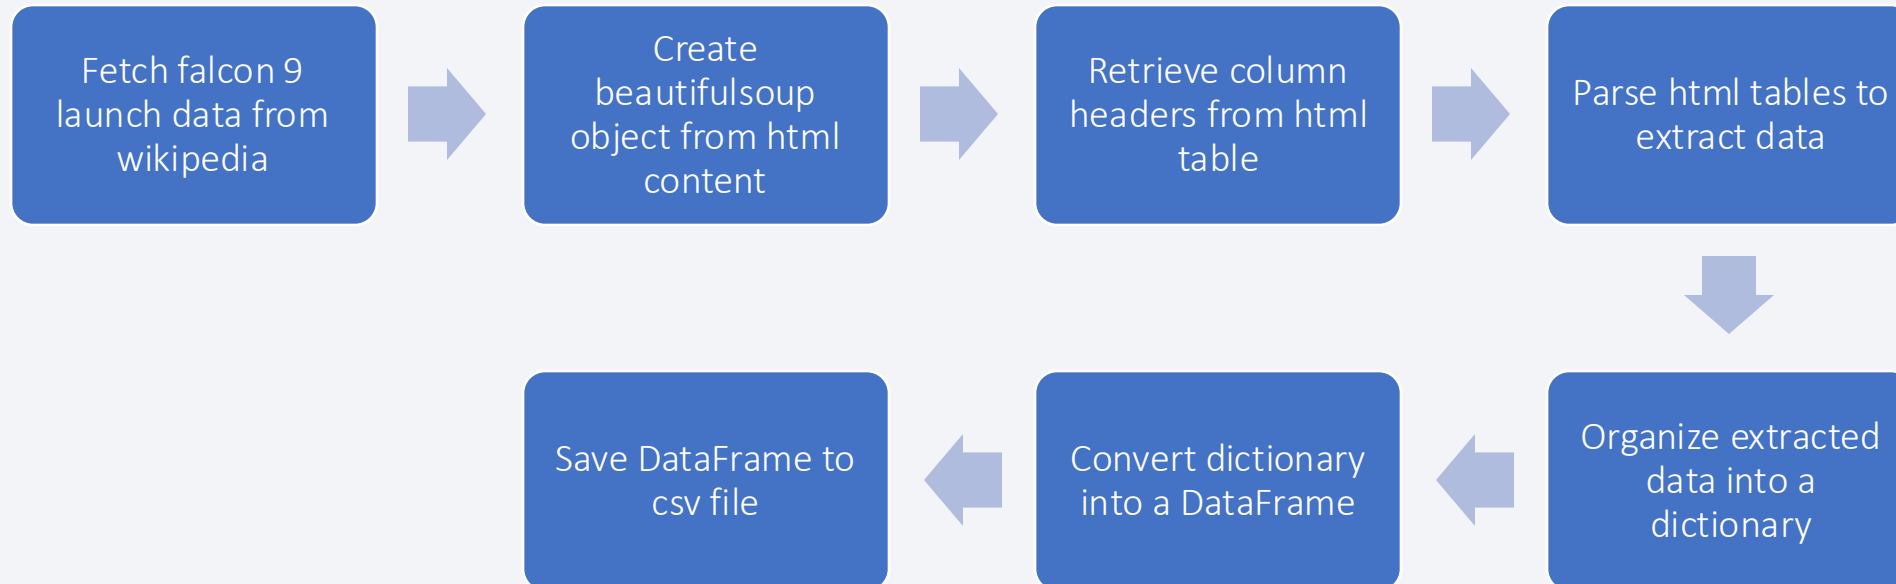 Fetch falcon 9
launch data from
wikipedia
Create
beautifulsoup
object from html
content
Retrieve column
headers from html
table
Parse html tables to
extract data
Organize extracted
data into a
dictionary
Convert dictionary
into a DataFrame
Save DataFrame to
csv file